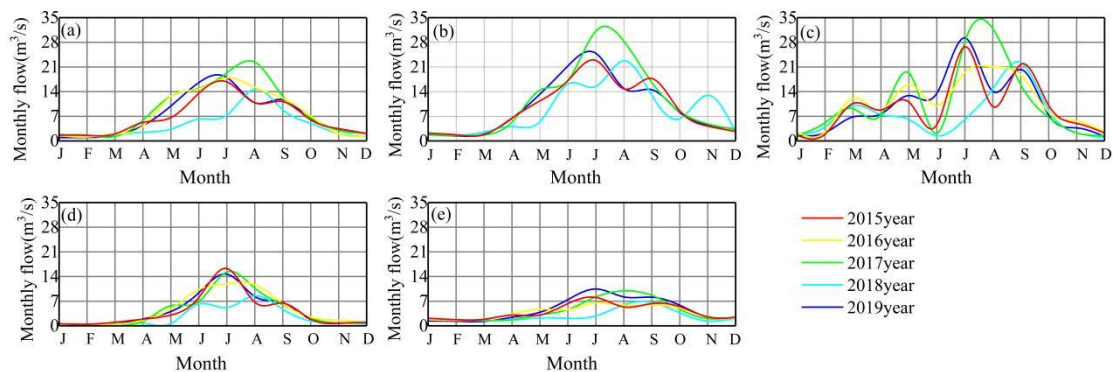 (a)
Monthly flow(m³/s)
35
28
21
14
7
0
J F M A M J J A S O N D
Month
(b)
Monthly flow(m³/s)
35
28
21
14
7
0
J F M A M J J A S O N D
Month
(c)
Monthly flow(m³/s)
35
28
21
14
7
0
J F M A M J J A S O N D
Month
(d)
Monthly flow(m³/s)
35
28
21
14
7
0
J F M A M J J A S O N D
Month
(e)
Monthly flow(m³/s)
35
28
21
14
7
0
J F M A M J J A S O N D
Month
2015year
2016year
2017year
2018year
2019year